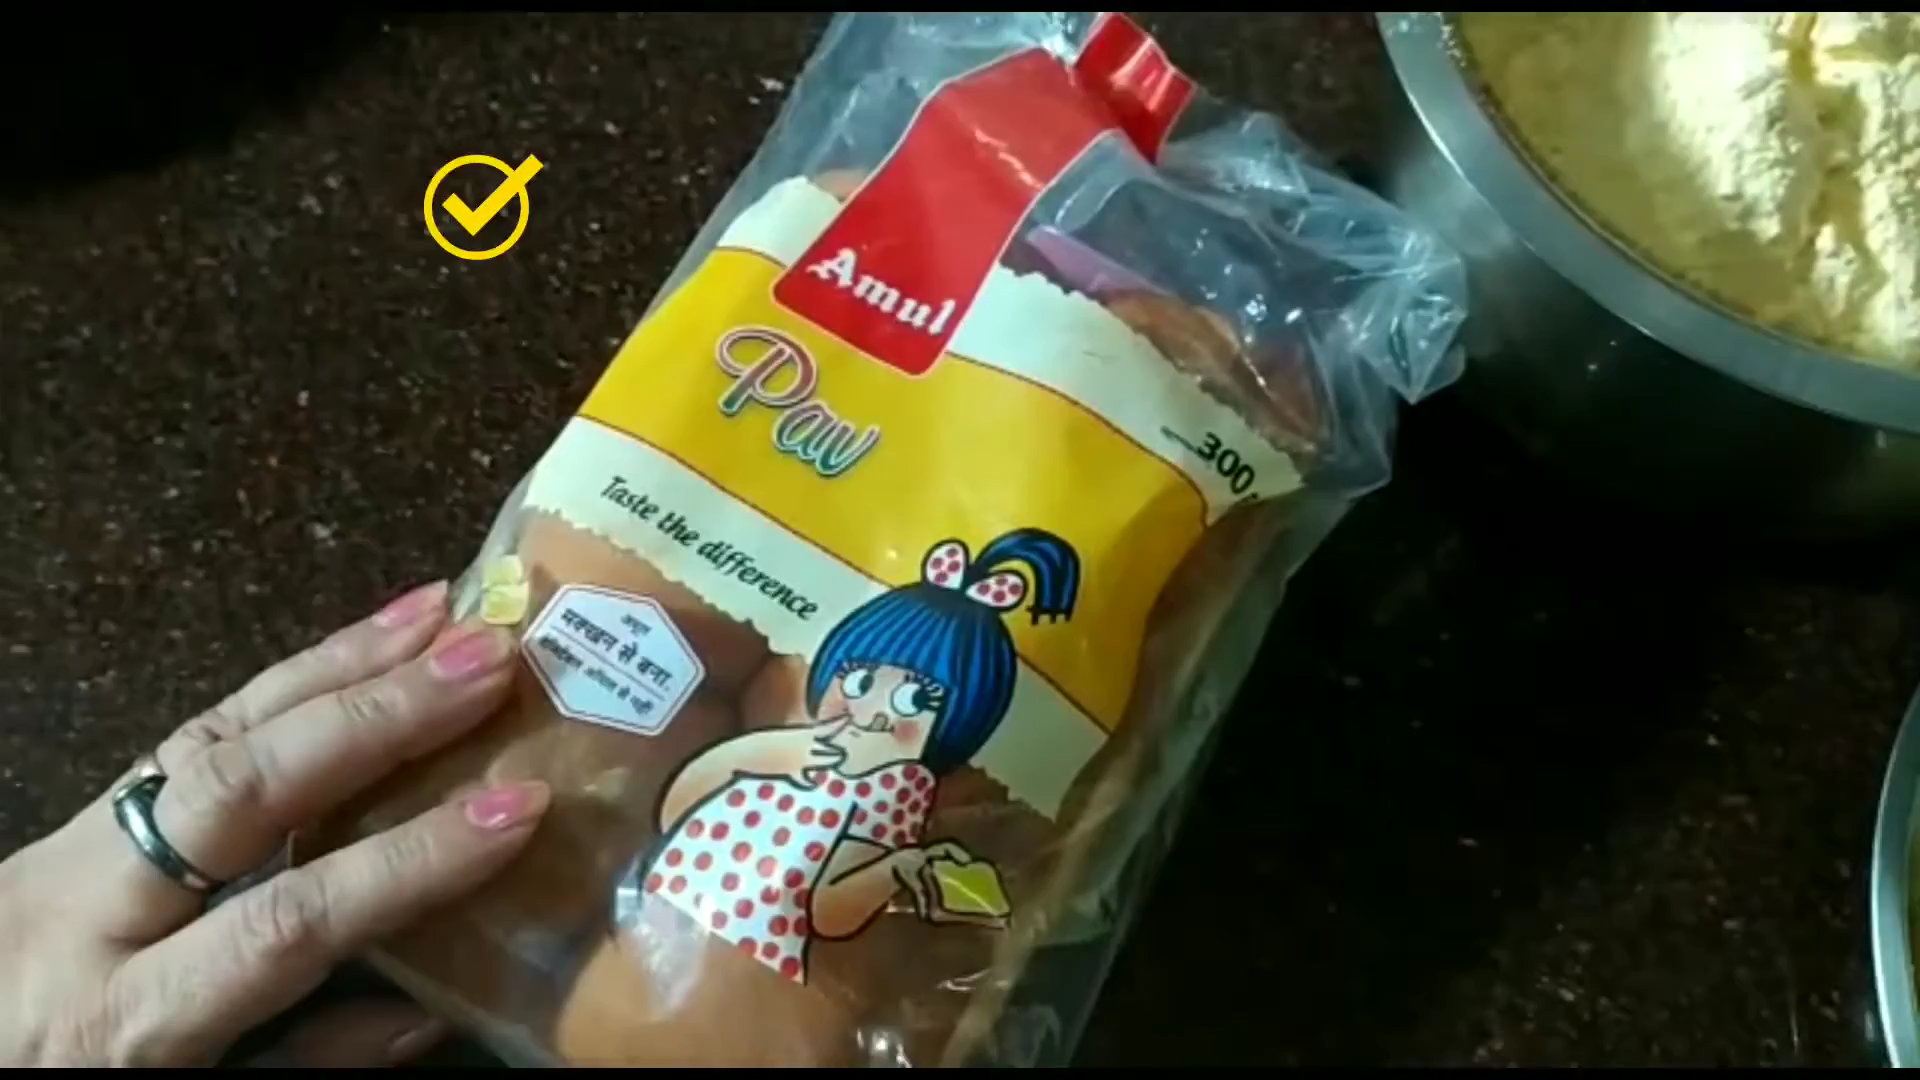 Amul
Pav
300
Taste the difference
अमूल
मक्खन से बना.